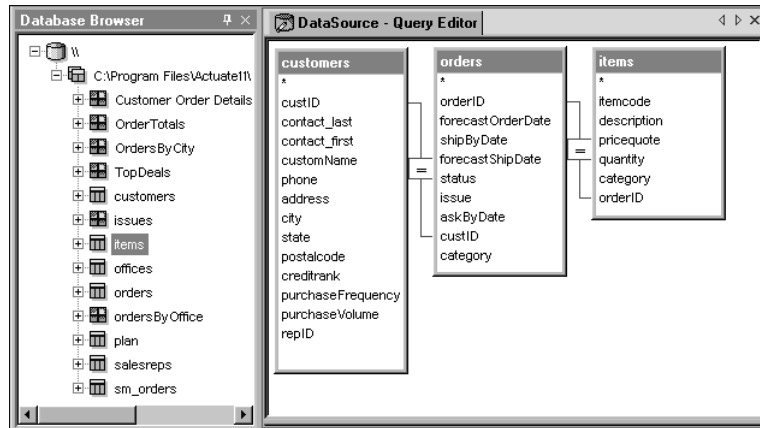 Database Browser
\\
C:\Program Files\Actuate11\
Customer Order Details
OrderTotals
OrdersByCity
TopDeals
customers
issues
items
offices
orders
ordersByOffice
plan
salesreps
sm_orders
DataSource - Query Editor
customers
*
custID
contact_last
contact_first
customName
phone
address
city
state
postalcode
creditrank
purchaseFrequency
purchaseVolume
repID
=
orders
*
orderID
forecastOrderDate
shipByDate
forecastShipDate
status
issue
askByDate
custID
category
=
items
*
itemcode
description
pricequote
quantity
category
orderID